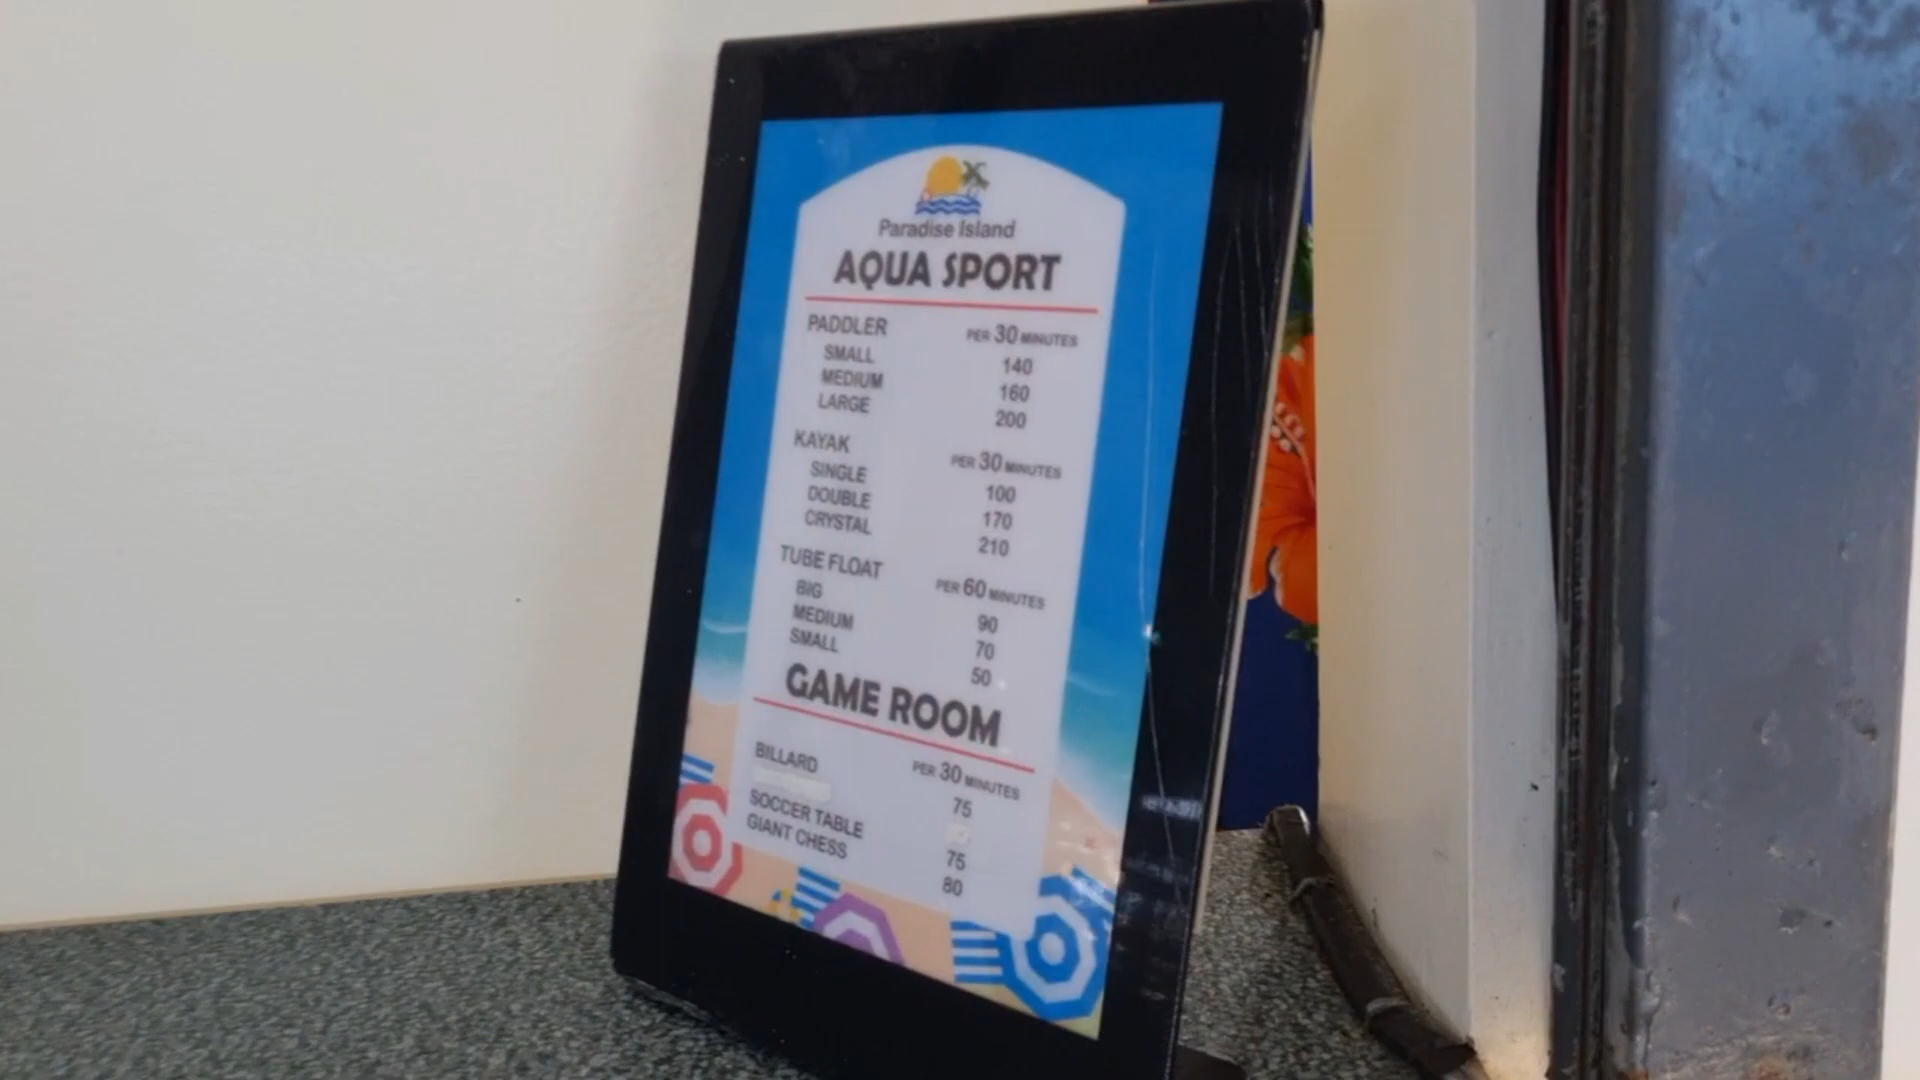 Paradise Island
AQUA SPORT
PADDLER PER 30 MINUTES
SMALL 140
MEDIUM 160
LARGE 200
KAYAK PER 30 MINUTES
SINGLE 100
DOUBLE 170
CRYSTAL 210
TUBE FLOAT PER 60 MINUTES
BIG 90
MEDIUM 70
SMALL 50
GAME ROOM
BILLARD PER 30 MINUTES
75
SOCCER TABLE 75
GIANT CHESS 80